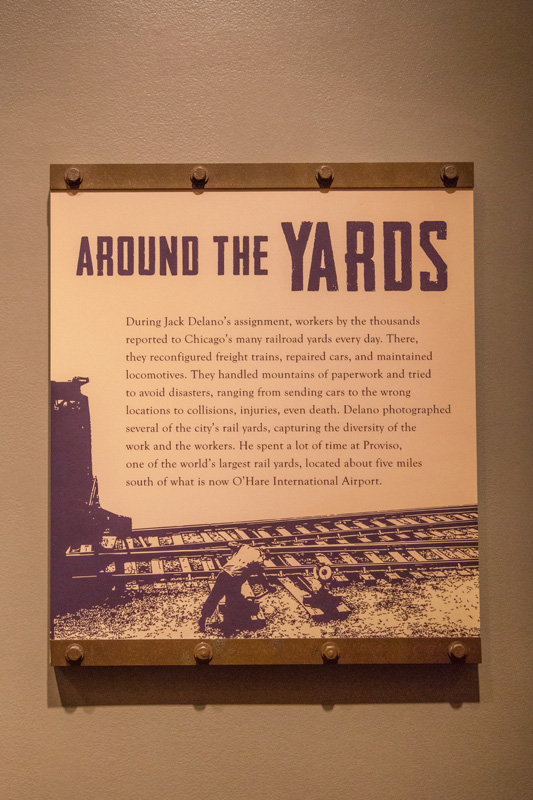 AROUND THE YARDS
During Jack Delano's assignment, workers by the thousands
reported to Chicago's many railroad yards every day. There,
they reconfigured freight trains, repaired cars, and maintained
locomotives. They handled mountains of paperwork and tried
to avoid disasters, ranging from sending cars to the wrong
locations to collisions, injuries, even death. Delano photographed
several of the city's rail yards, capturing the diversity of the
work and the workers. He spent a lot of time at Proviso,
one of the world's largest rail yards, located about five miles
south of what is now O'Hare International Airport.